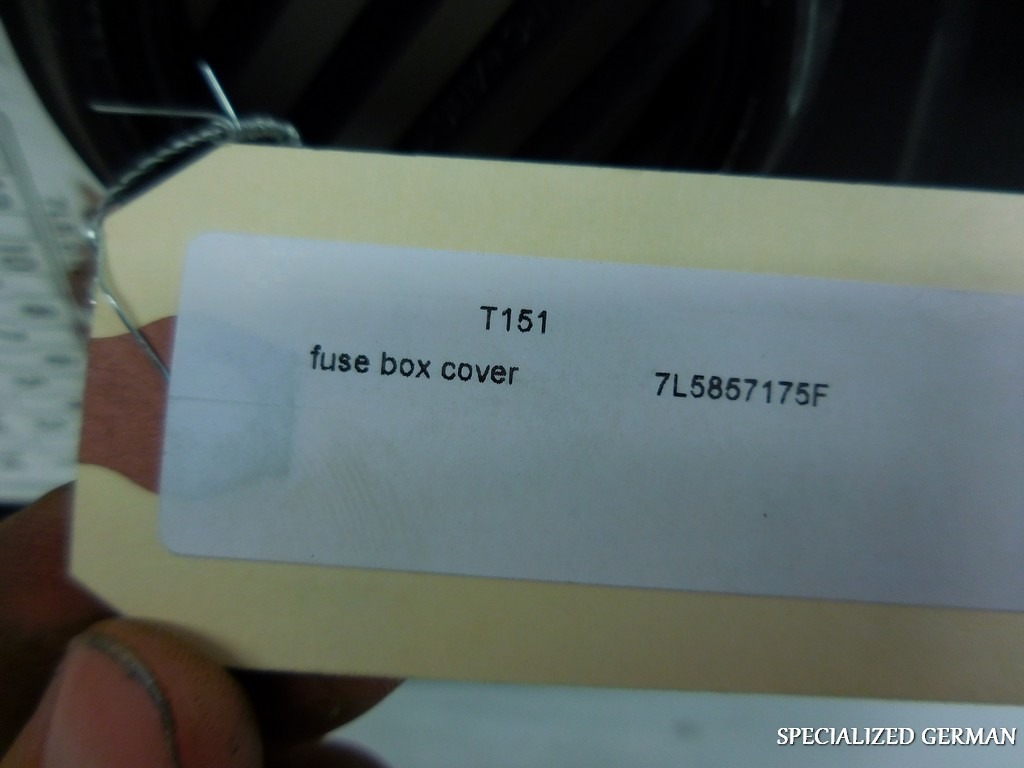 T151
fuse box cover 7L5857175F
SPECIALIZED GERMAN